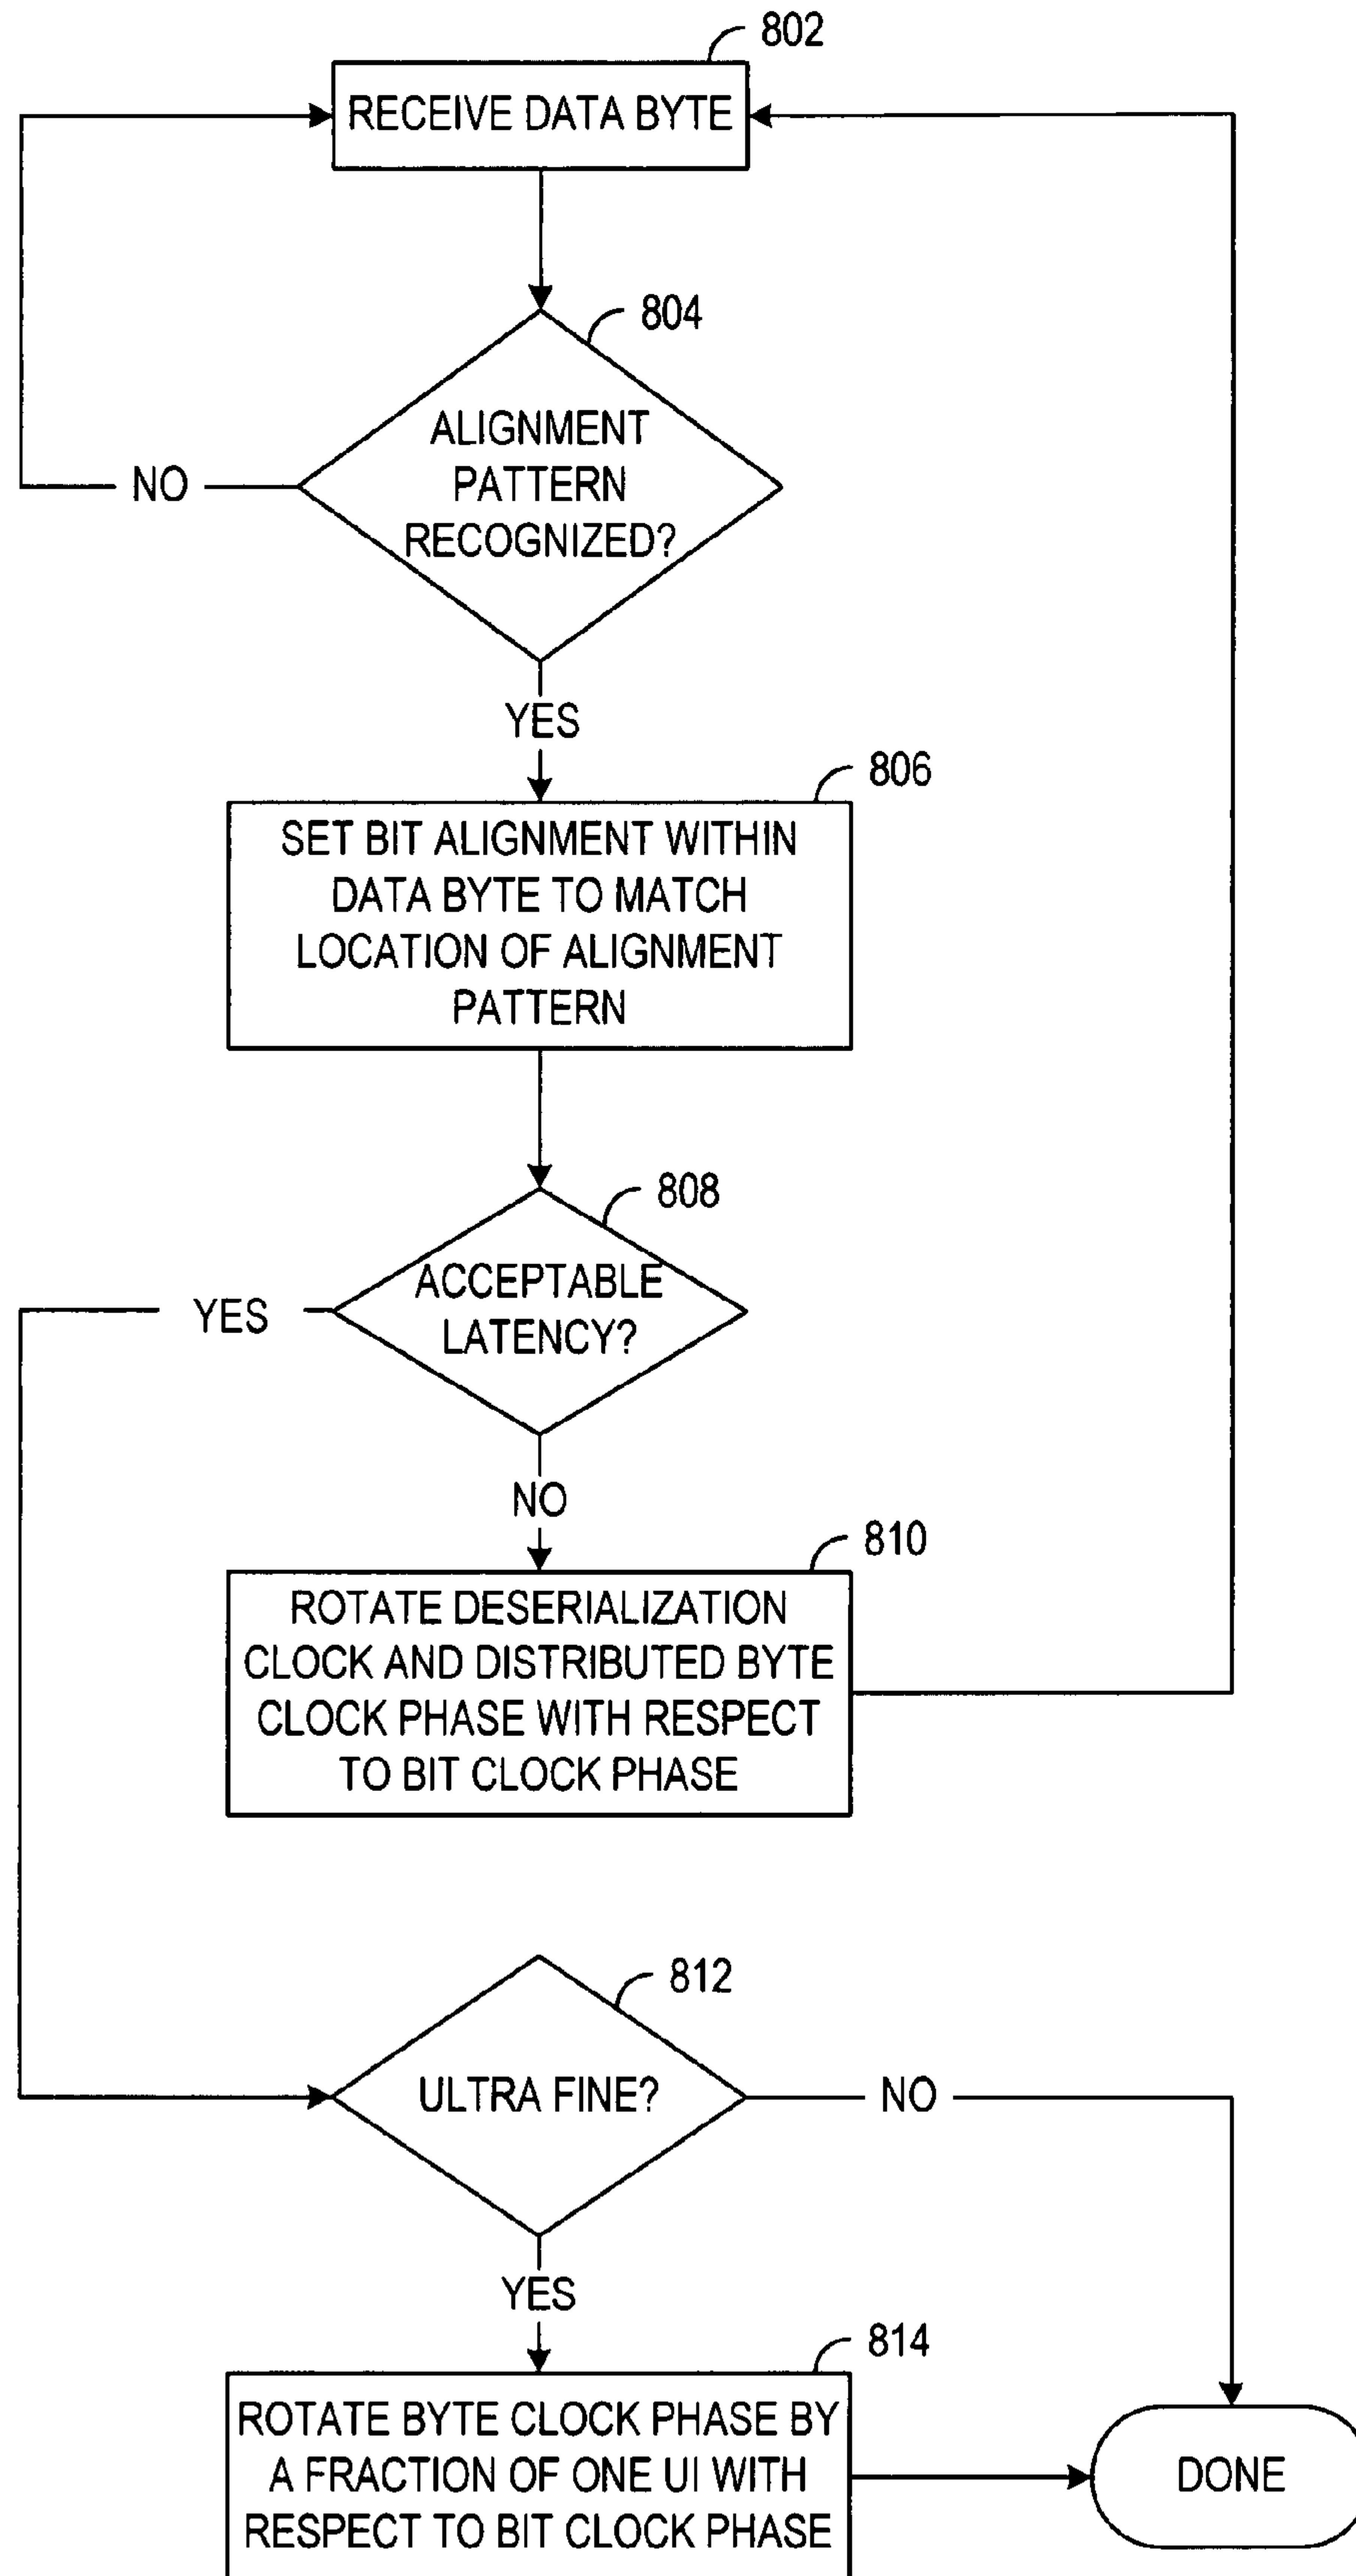 802
RECEIVE DATA BYTE
804
ALIGNMENT
PATTERN
RECOGNIZED?
NO
YES
806
SET BIT ALIGNMENT WITHIN
DATA BYTE TO MATCH
LOCATION OF ALIGNMENT
PATTERN
808
ACCEPTABLE
LATENCY?
YES
NO
810
ROTATE DESERIALIZATION
CLOCK AND DISTRIBUTED BYTE
CLOCK PHASE WITH RESPECT
TO BIT CLOCK PHASE
812
ULTRA FINE?
NO
YES
814
ROTATE BYTE CLOCK PHASE BY
A FRACTION OF ONE UI WITH
RESPECT TO BIT CLOCK PHASE
DONE